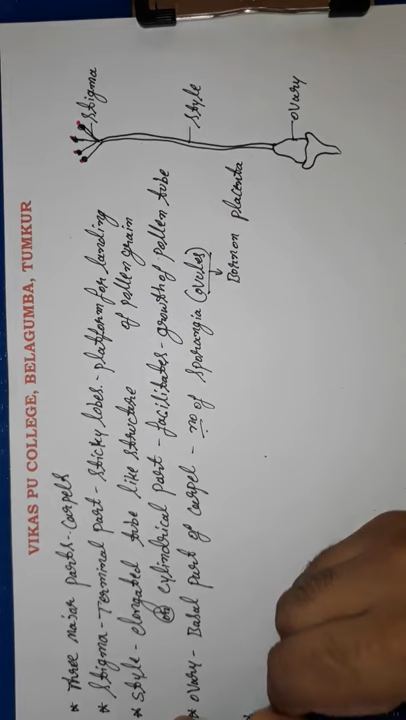 VIKAS PU COLLEGE, BELAGUMBA, TUMKUR
* Three major parts - carpels
* Stigma - Terminal part - sticky lobes. - platform for landing
of pollen grain
* Style - elongated tube like structure
(or) cylindrical part - facilitates - growth of pollen tube
* Ovary - Basal part of carpel - no of sporangia (ovules)
Born on placenta
Stigma
Style
Ovary